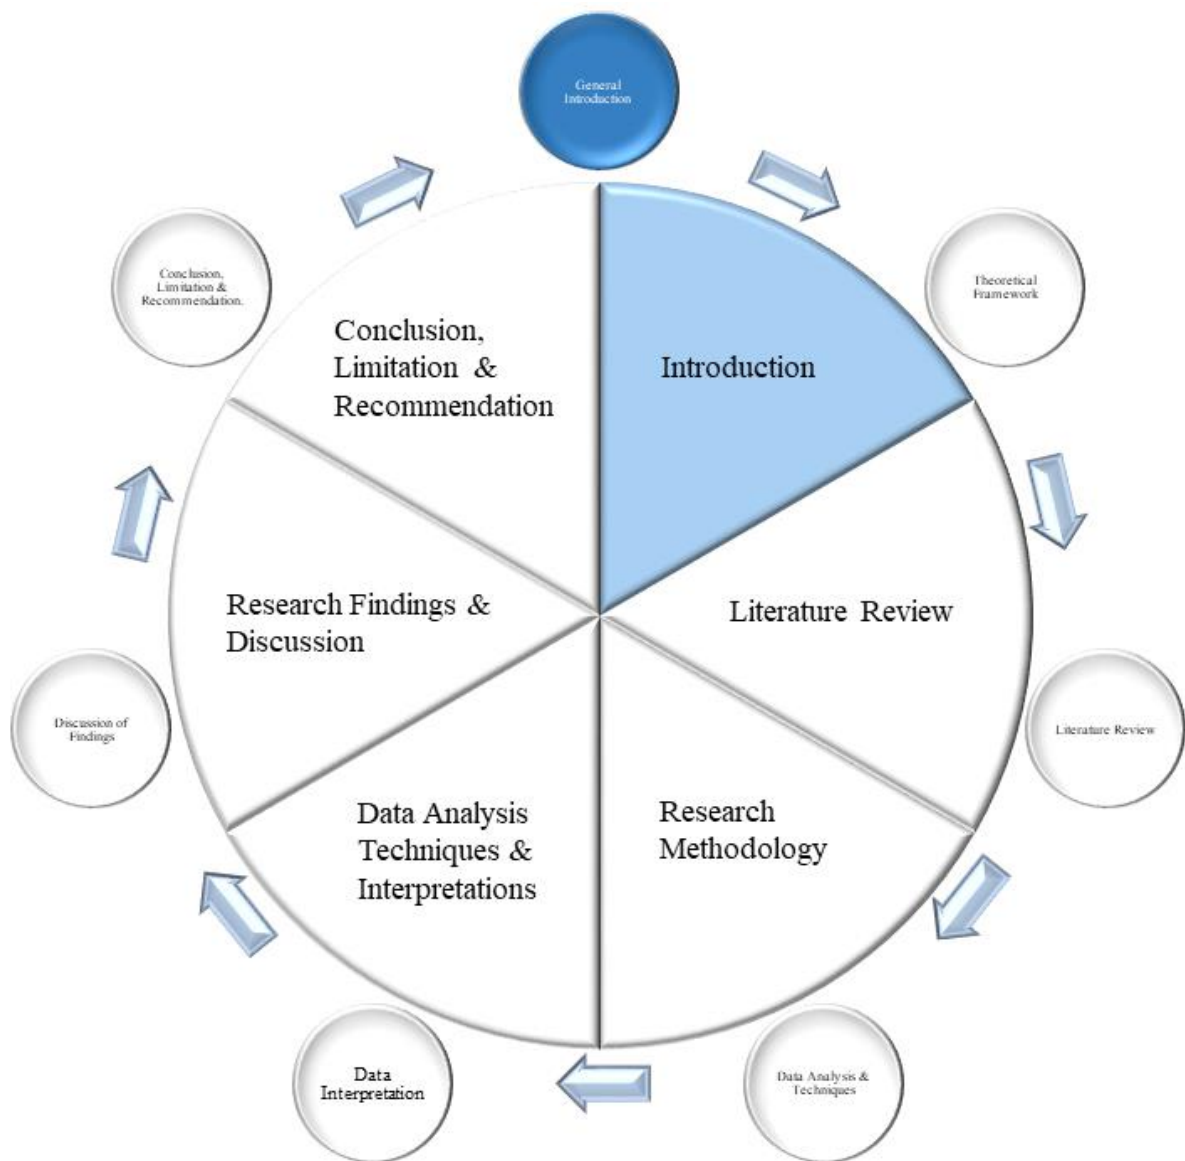 General
Introduction
Theoretical
Framework
Literature Review
Data Analysis &
Techniques
Data
Interpretation
Discussion of
Findings
Conclusion,
Limitation &
Recommendation.
Introduction
Literature Review
Research
Methodology
Data Analysis
Techniques &
Interpretations
Research Findings &
Discussion
Conclusion,
Limitation &
Recommendation